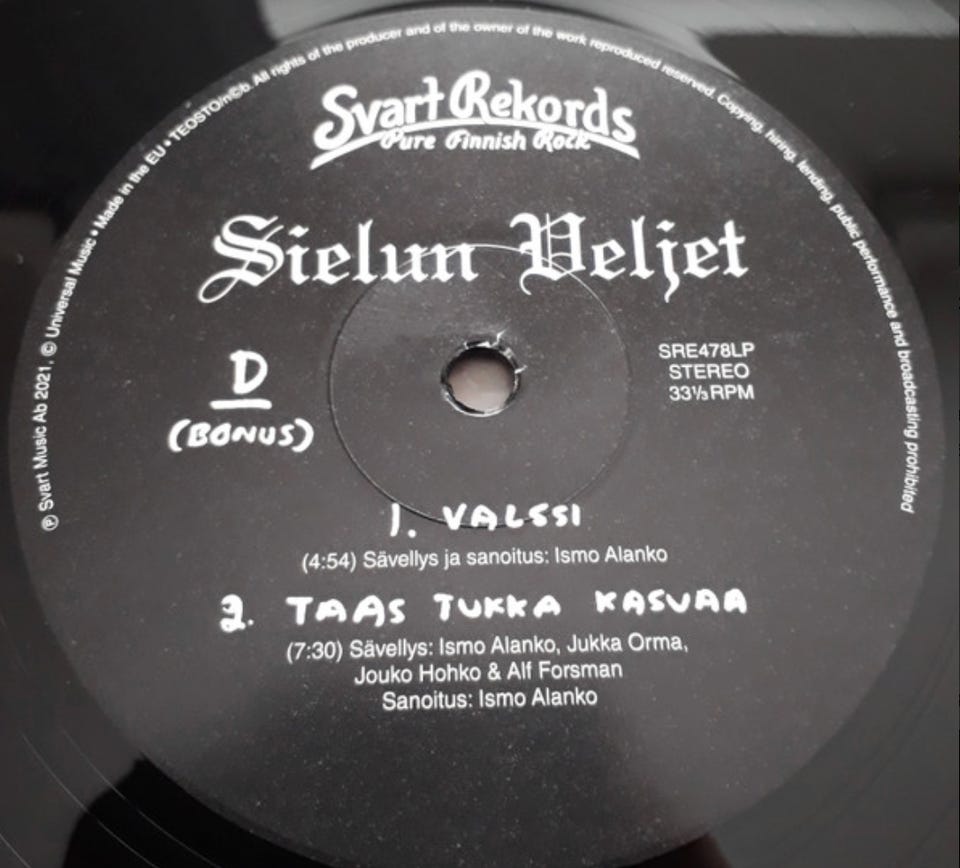 ℗ Svart Music Ab 2021, © Universal Music • Made in the EU • TEOSTO/n©b. All rights of the producer and of the owner of the work reproduced reserved. Copying, hiring, lending, public performance and broadcasting prohibited
Svart Rekords
Pure Finnish Rock
Sielun Veljet
D
(BONUS)
SRE478LP
STEREO
33⅓ RPM
1. VALSSI
(4:54) Sävellys ja sanoitus: Ismo Alanko
2. TAAS TUKKA KASVAA
(7:30) Sävellys: Ismo Alanko, Jukka Orma,
Jouko Hohko & Alf Forsman
Sanoitus: Ismo Alanko